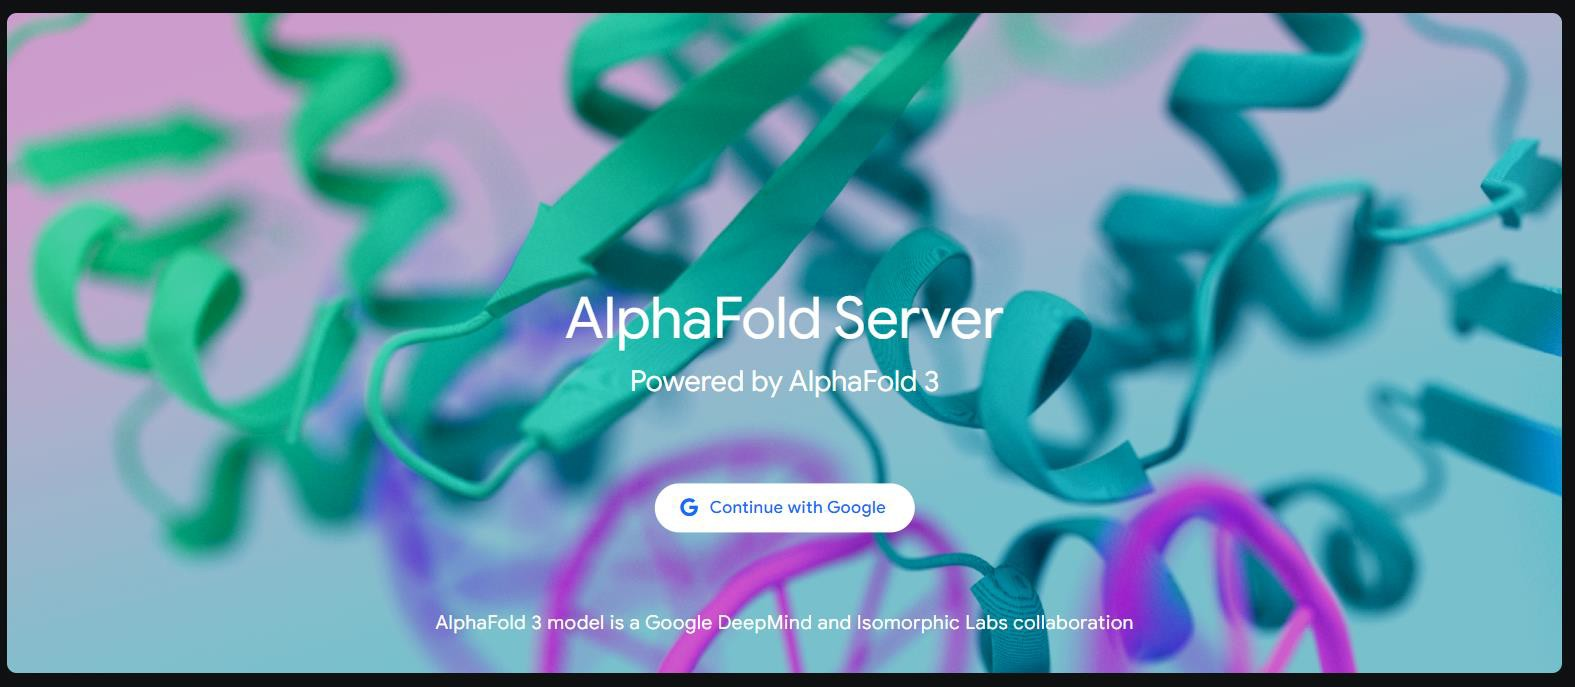 AlphaFold Server
Powered by AlphaFold 3
Continue with Google
AlphaFold 3 model is a Google DeepMind and Isomorphic Labs collaboration